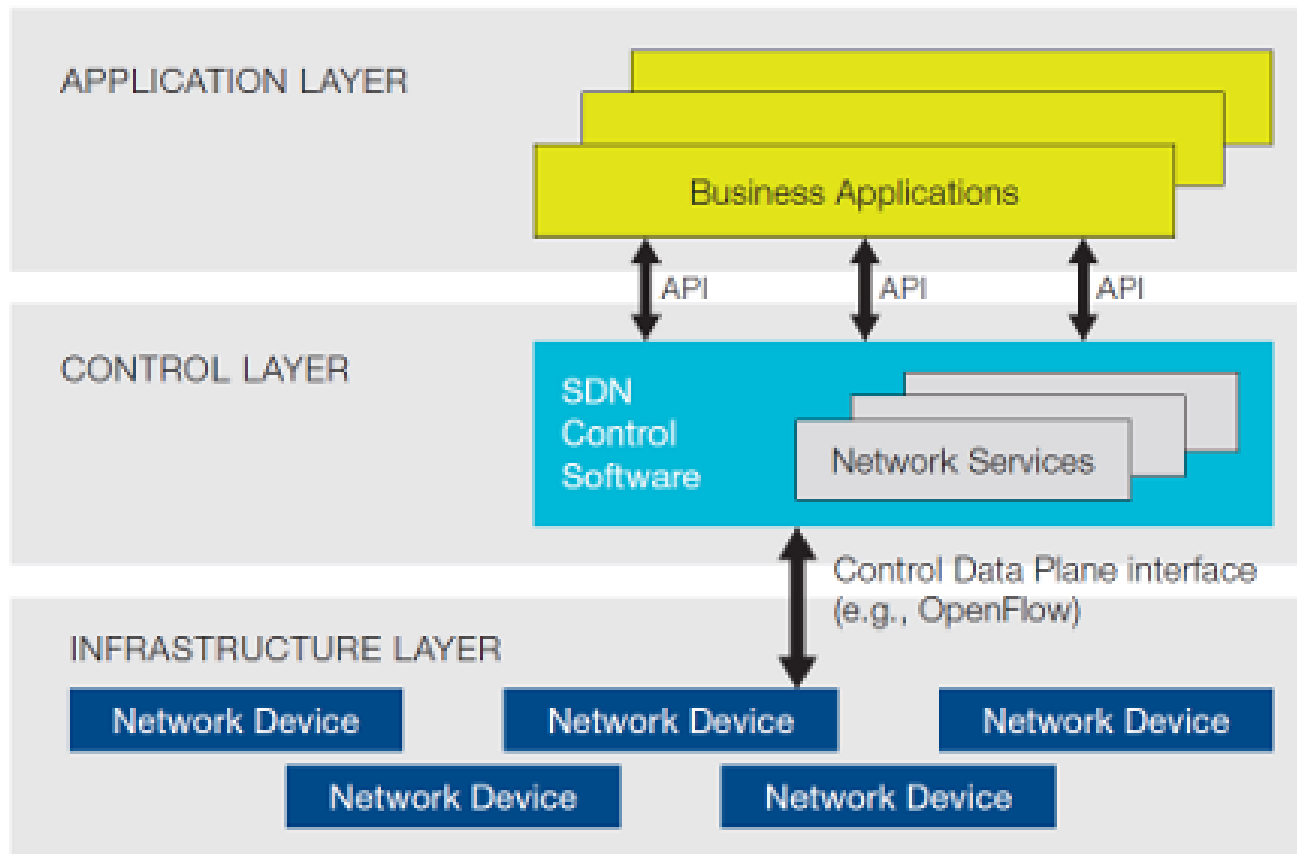 APPLICATION LAYER
Business Applications
API
API
API
CONTROL LAYER
SDN
Control
Software
Network Services
Control Data Plane interface
(e.g., OpenFlow)
INFRASTRUCTURE LAYER
Network Device
Network Device
Network Device
Network Device
Network Device